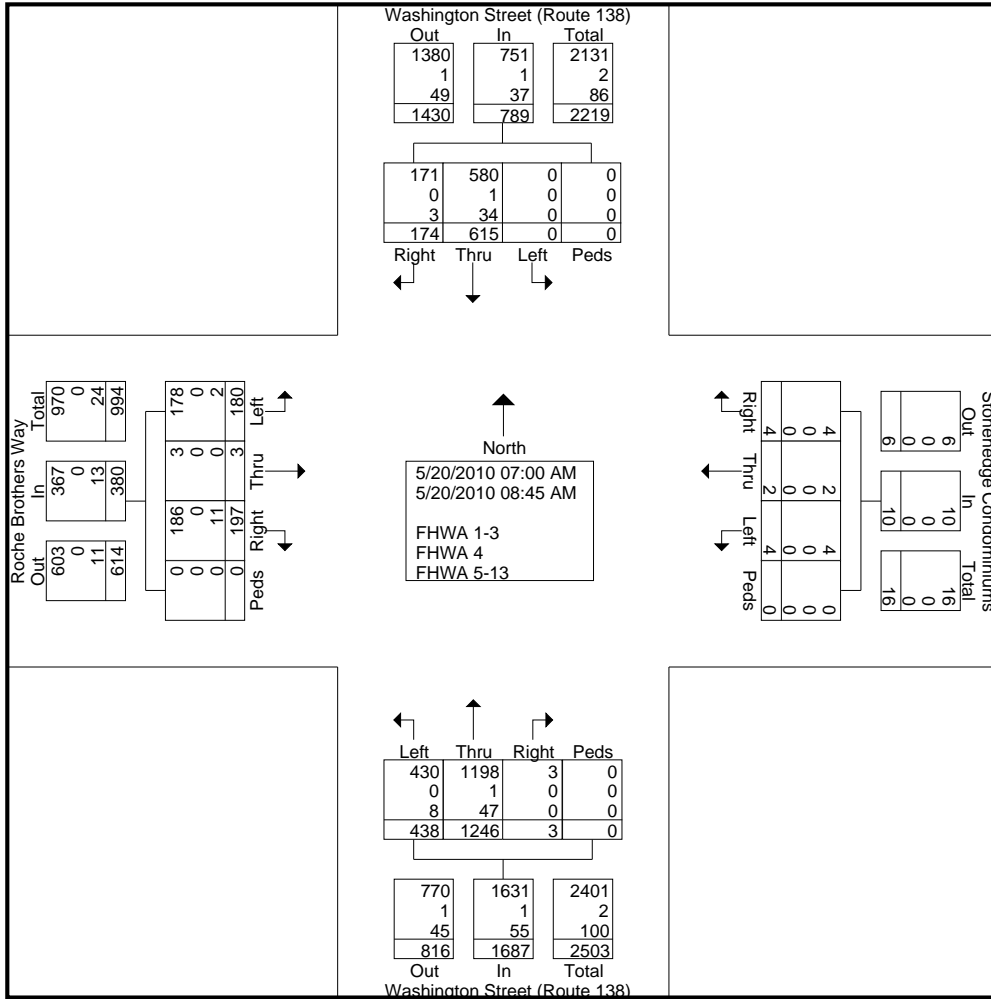 Washington Street (Route 138)
Out In Total
1380 751 2131
1 1 2
49 37 86
1430 789 2219
171 580 0 0
0 1 0 0
3 34 0 0
174 615 0 0
Right Thru Left Peds
Roche Brothers Way
Total In Out
970 367 603
0 0 0
24 13 11
994 380 614
178 3 186 0
0 0 0 0
2 0 11 0
180 3 197 0
Left Thru Right Peds
North
5/20/2010 07:00 AM
5/20/2010 08:45 AM
FHWA 1-3
FHWA 4
FHWA 5-13
Right Thru Left Peds
4 2 4 0
0 0 0 0
0 0 0 0
4 2 4 0
Stonenedge Condominiums
Out In Total
6 10 16
0 0 0
0 0 0
6 10 16
Left Thru Right Peds
430 1198 3 0
0 1 0 0
8 47 0 0
438 1246 3 0
770 1631 2401
1 1 2
45 55 100
816 1687 2503
Out In Total
Washington Street (Route 138)